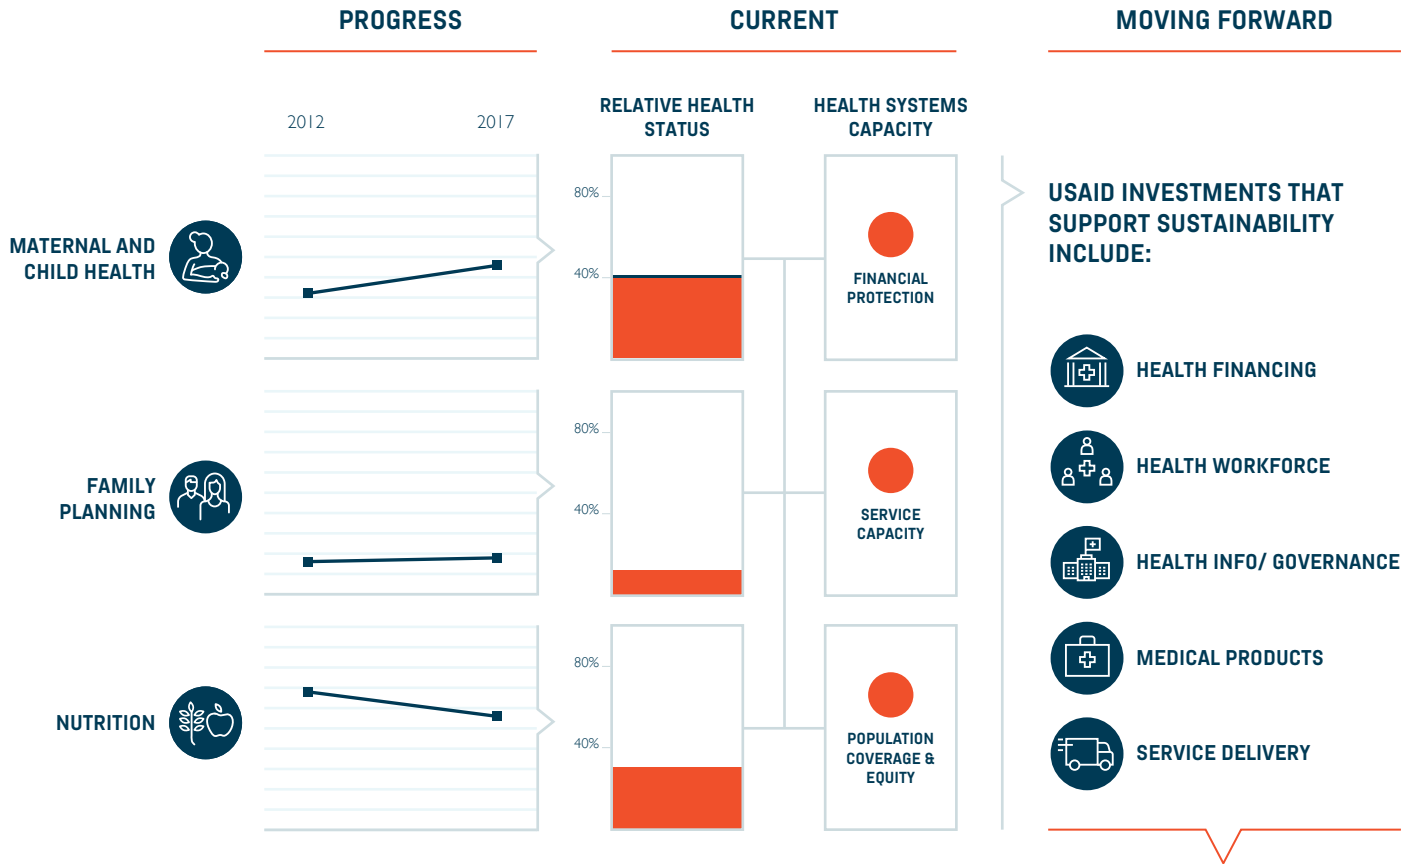 PROGRESS
CURRENT
MOVING FORWARD
2012
2017
RELATIVE HEALTH
STATUS
HEALTH SYSTEMS
CAPACITY
MATERNAL AND
CHILD HEALTH
80%
40%
FINANCIAL
PROTECTION
FAMILY
PLANNING
80%
40%
SERVICE
CAPACITY
NUTRITION
80%
40%
POPULATION
COVERAGE &
EQUITY
USAID INVESTMENTS THAT
SUPPORT SUSTAINABILITY
INCLUDE:
HEALTH FINANCING
HEALTH WORKFORCE
HEALTH INFO/ GOVERNANCE
MEDICAL PRODUCTS
SERVICE DELIVERY